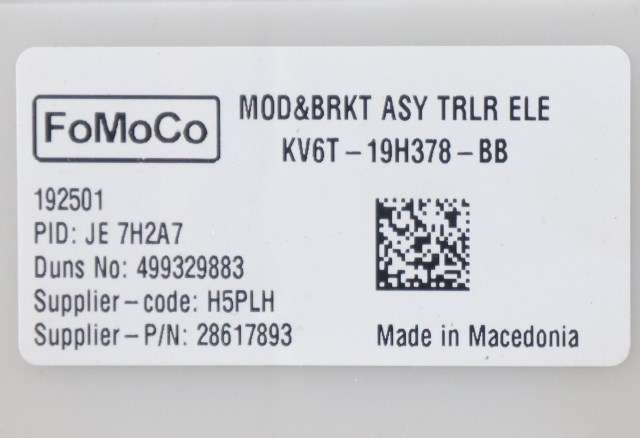 FoMoCo
MOD&BRKT ASY TRLR ELE
KV6T-19H378-BB
192501
PID: JE 7H2A7
Duns No: 499329883
Supplier-code: H5PLH
Supplier-P/N: 28617893
Made in Macedonia